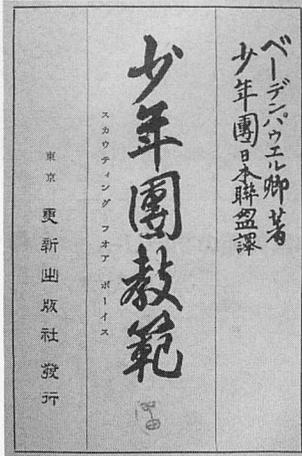 ベーデンパウエル卿著
少年團日本聯盟譯
少年團教範
スカウティング フオア ボーイス
東京 更新出版社 發行